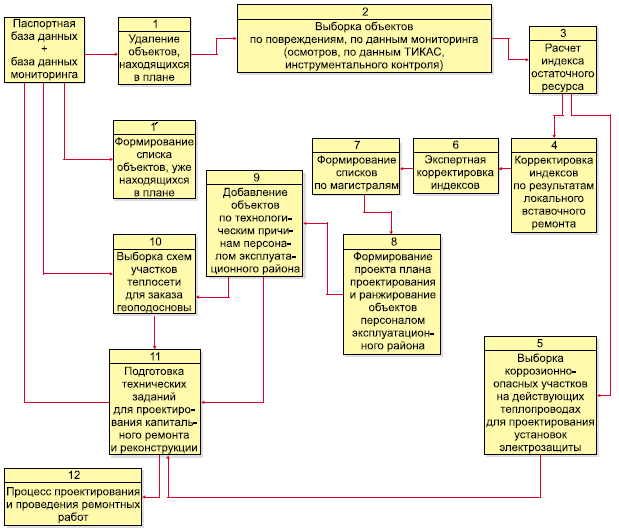 Паспортная
база данных
+
база данных
мониторинга
1
Удаление
объектов,
находящихся
в плане
2
Выборка объектов
по повреждениям, по данным мониторинга
(осмотров, по данным ТИКАС,
инструментального контроля)
3
Расчет
индекса
остаточного
ресурса
1′
Формирование
списка
объектов, уже
находящихся
в плане
4
Корректировка
индексов
по результатам
локального
вставочного
ремонта
6
Экспертная
корректировка
индексов
7
Формирование
списков
по магистралям
8
Формирование
проекта плана
проектирования
и ранжирование
объектов
персоналом
эксплуатацион-
ного района
9
Добавление
объектов
по технологи-
ческим причи-
нам персона-
лом эксплуат-
ационного района
10
Выборка схем
участков
теплосети
для заказа
геоподосновы
5
Выборка
коррозионно-
опасных участков
на действующих
теплопроводах
для проектирования
установок
электрозащиты
11
Подготовка
технических
заданий
для проектиро-
вания капиталь-
ного ремонта
и реконструкции
12
Процесс проектирования
и проведения ремонтных
работ